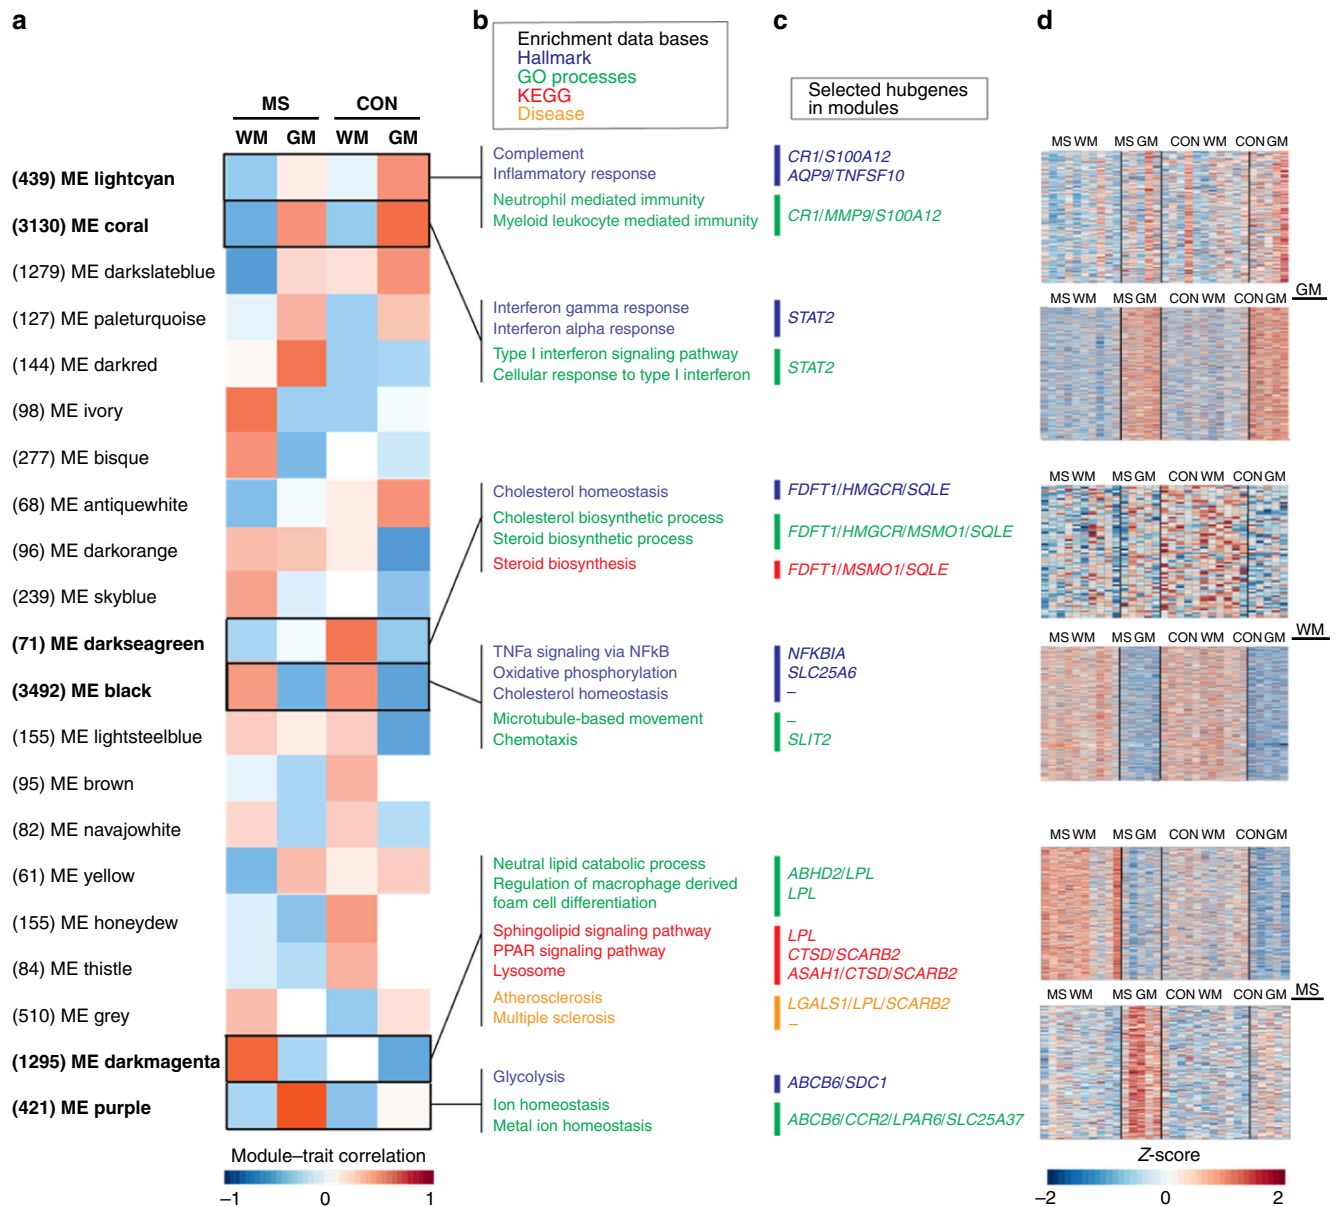 a
b
c
d
Enrichment data bases
Hallmark
GO processes
KEGG
Disease
Selected hubgenes
in modules
MS CON
WM GM WM GM
(439) ME lightcyan
(3130) ME coral
(1279) ME darkslateblue
(127) ME paleturquoise
(144) ME darkred
(98) ME ivory
(277) ME bisque
(68) ME antiquewhite
(96) ME darkorange
(239) ME skyblue
(71) ME darkseagreen
(3492) ME black
(155) ME lightsteelblue
(95) ME brown
(82) ME navajowhite
(61) ME yellow
(155) ME honeydew
(84) ME thistle
(510) ME grey
(1295) ME darkmagenta
(421) ME purple
Module–trait correlation
–1 0 1
Complement
Inflammatory response
Neutrophil mediated immunity
Myeloid leukocyte mediated immunity
Interferon gamma response
Interferon alpha response
Type I interferon signaling pathway
Cellular response to type I interferon
Cholesterol homeostasis
Cholesterol biosynthetic process
Steroid biosynthetic process
Steroid biosynthesis
TNFa signaling via NFkB
Oxidative phosphorylation
Cholesterol homeostasis
Microtubule-based movement
Chemotaxis
Neutral lipid catabolic process
Regulation of macrophage derived
foam cell differentiation
Sphingolipid signaling pathway
PPAR signaling pathway
Lysosome
Atherosclerosis
Multiple sclerosis
Glycolysis
Ion homeostasis
Metal ion homeostasis
CR1/S100A12
AQP9/TNFSF10
CR1/MMP9/S100A12
STAT2
STAT2
FDFT1/HMGCR/SQLE
FDFT1/HMGCR/MSMO1/SQLE
FDFT1/MSMO1/SQLE
NFKBIA
SLC25A6
–
–
SLIT2
ABHD2/LPL
LPL
LPL
CTSD/SCARB2
ASAH1/CTSD/SCARB2
LGALS1/LPL/SCARB2
–
ABCB6/SDC1
ABCB6/CCR2/LPAR6/SLC25A37
MS WM MS GM CON WM CON GM
GM
MS WM MS GM CON WM CON GM
MS WM MS GM CON WM CON GM
WM
MS WM MS GM CON WM CON GM
MS WM MS GM CON WM CON GM
MS
MS WM MS GM CON WM CON GM
Z-score
–2 0 2